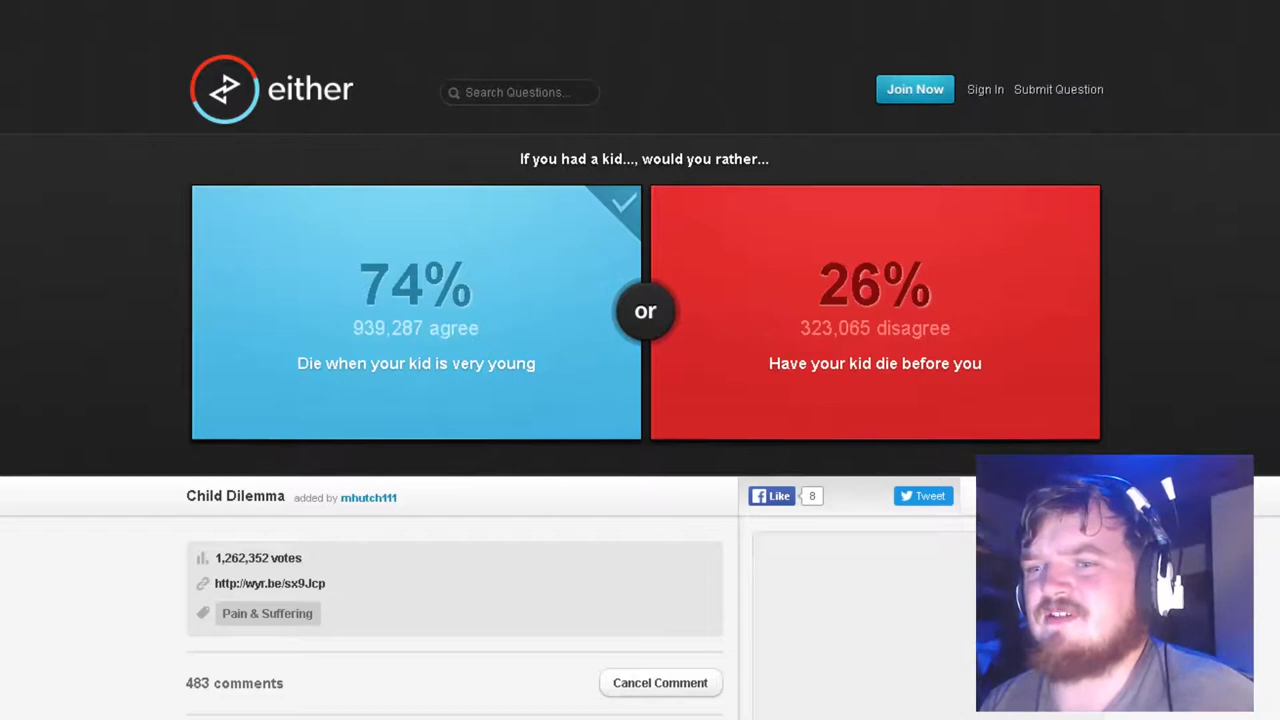 either
Search Questions...
Join Now
Sign In
Submit Question
If you had a kid..., would you rather...
74%
939,287 agree
Die when your kid is very young
or
26%
323,065 disagree
Have your kid die before you
Child Dilemma added by mhutch111
Like 8
Tweet
1,262,352 votes
http://wyr.be/sx9Jcp
Pain & Suffering
483 comments
Cancel Comment